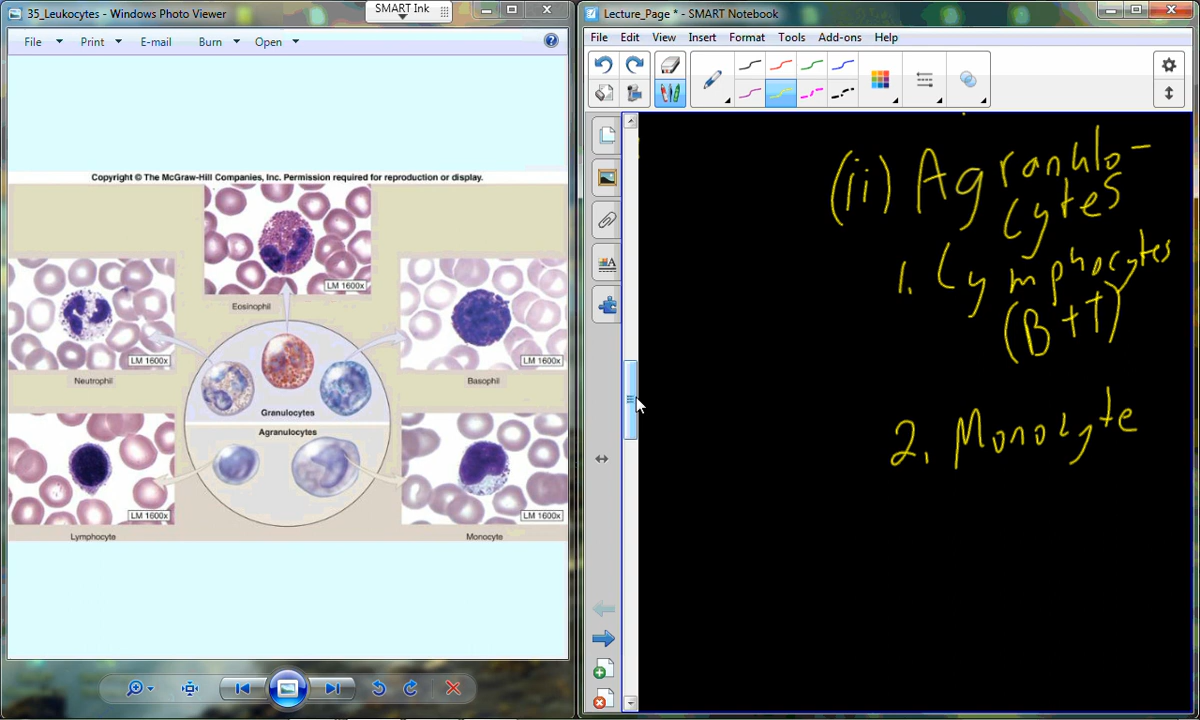 35_Leukocytes - Windows Photo Viewer
SMART Ink
File Print E-mail Burn Open
Copyright © The McGraw-Hill Companies, Inc. Permission required for reproduction or display.
LM 1600x
Eosinophil
LM 1600x
Neutrophil
LM 1600x
Basophil
Granulocytes
Agranulocytes
LM 1600x
Lymphocyte
LM 1600x
Monocyte
Lecture_Page * - SMART Notebook
File Edit View Insert Format Tools Add-ons Help
(ii) Agranulo-
cytes
1. Lymphocytes
(B + T)
2. Monocyte